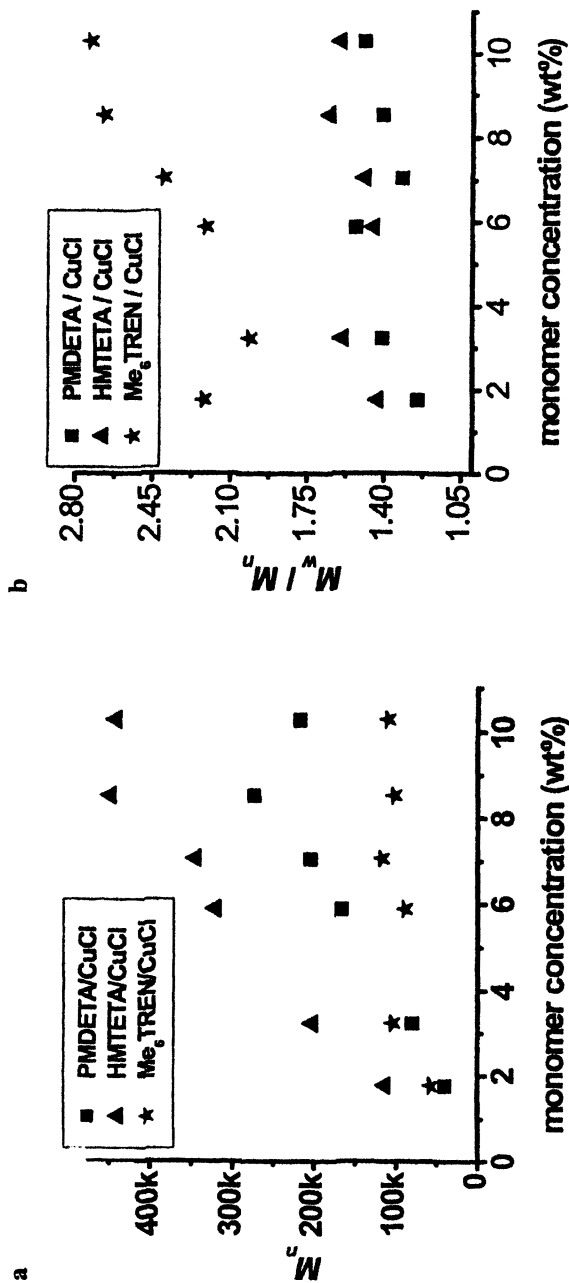 a
PMDETA/CuCl
HMTETA/CuCl
Me6TREN/CuCl
400k
300k
200k
100k
0
Mn
0 2 4 6 8 10
monomer concentration (wt%)
b
PMDETA / CuCl
HMTETA / CuCl
Me6TREN / CuCl
2.80
2.45
2.10
1.75
1.40
1.05
Mw / Mn
0 2 4 6 8 10
monomer concentration (wt%)